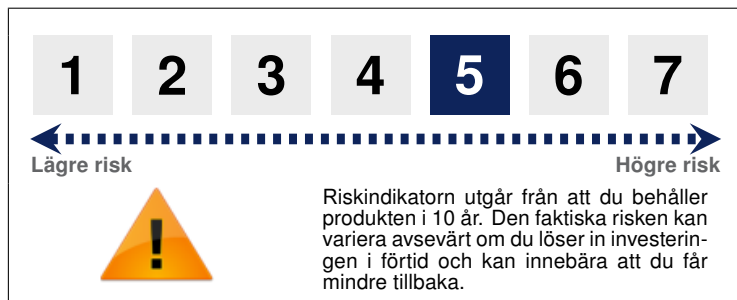 1 2 3 4 5 6 7
Lägre risk Högre risk
!
Riskindikatorn utgår från att du behåller
produkten i 10 år. Den faktiska risken kan
variera avsevärt om du löser in investerin-
gen i förtid och kan innebära att du får
mindre tillbaka.